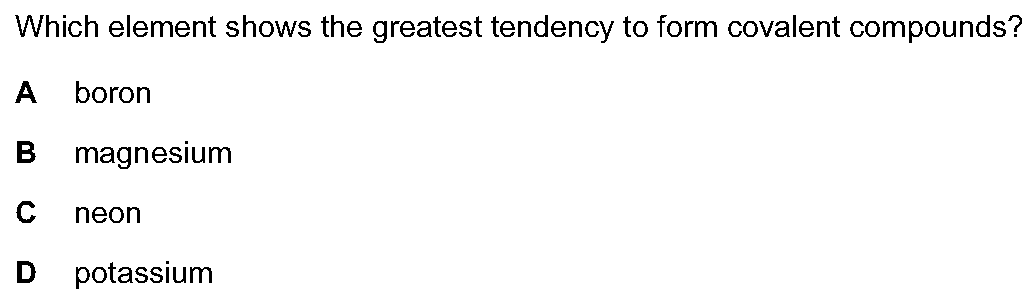 Which element shows the greatest tendency to form covalent compounds?
A boron
B magnesium
C neon
D potassium